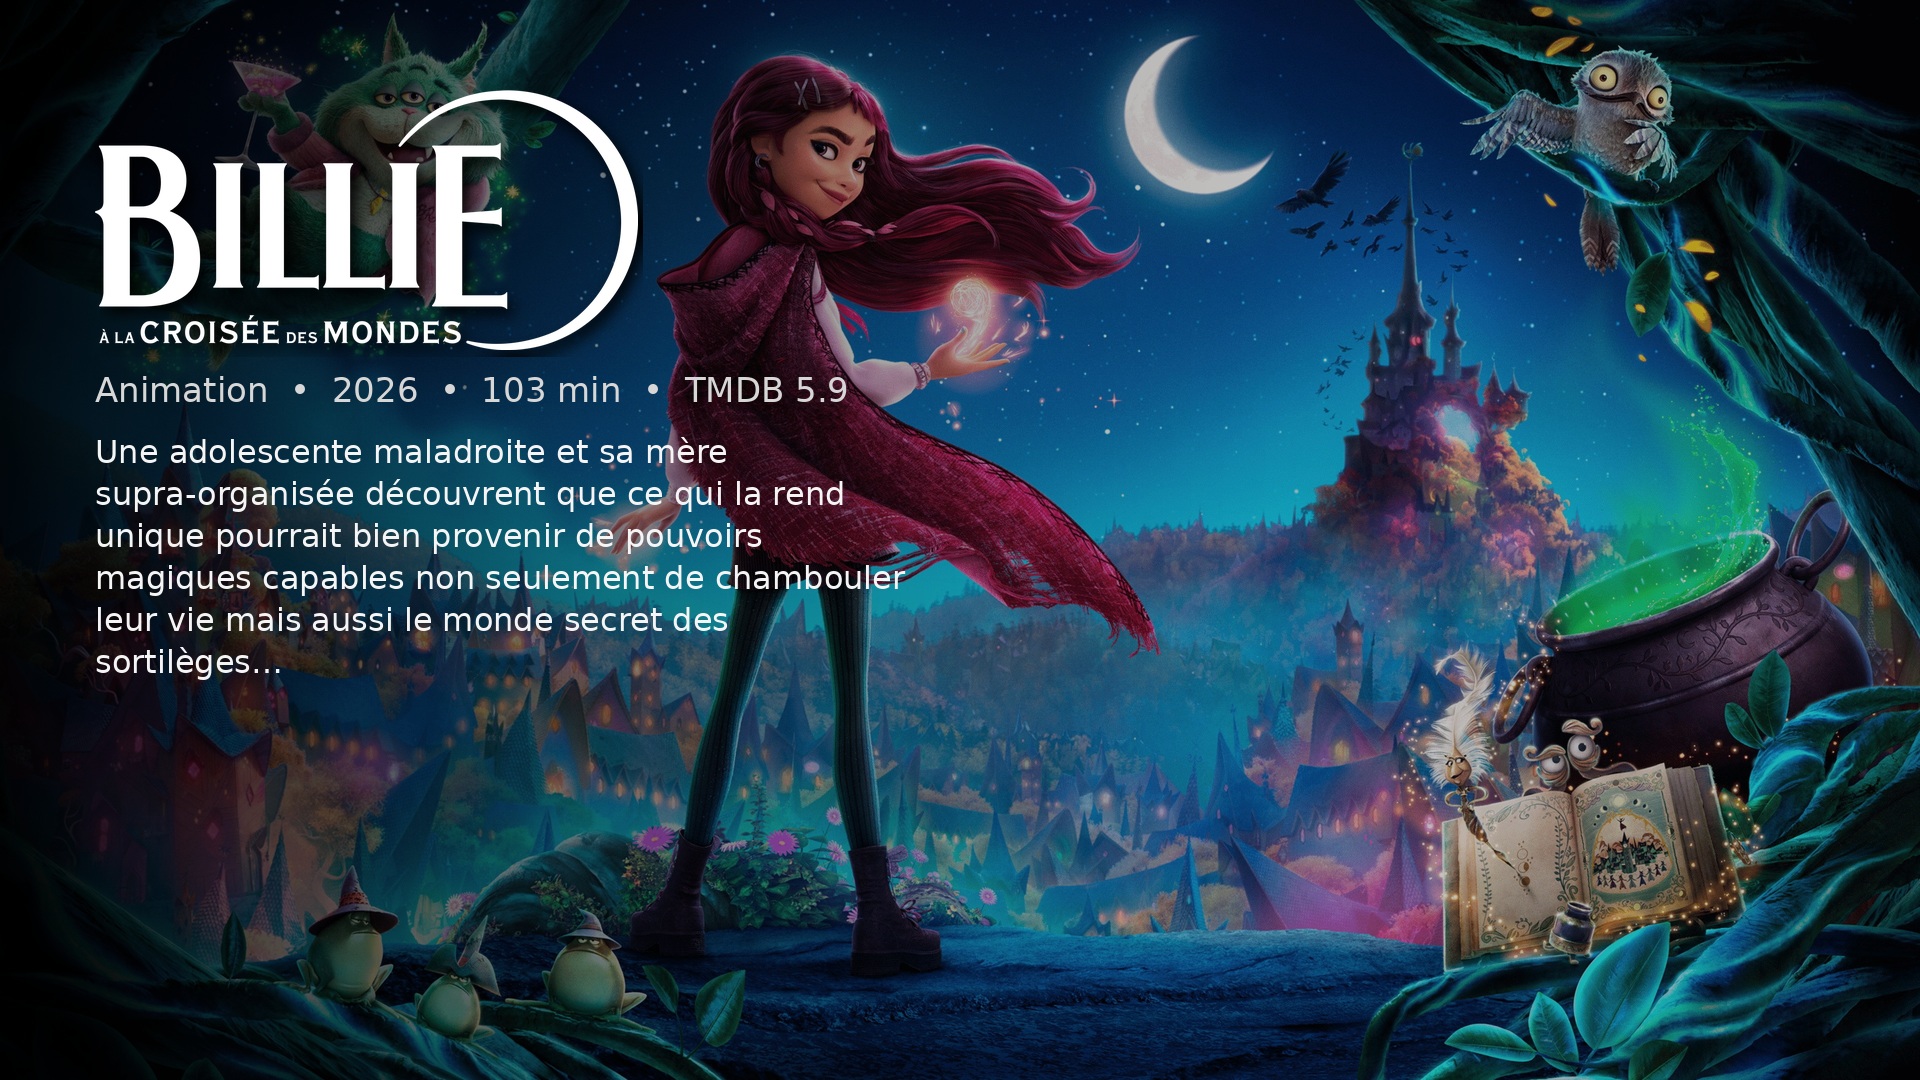 BILLIE
À LA CROISÉE DES MONDES
Animation • 2026 • 103 min • TMDB 5.9
Une adolescente maladroite et sa mère
supra-organisée découvrent que ce qui la rend
unique pourrait bien provenir de pouvoirs
magiques capables non seulement de chambouler
leur vie mais aussi le monde secret des
sortilèges…